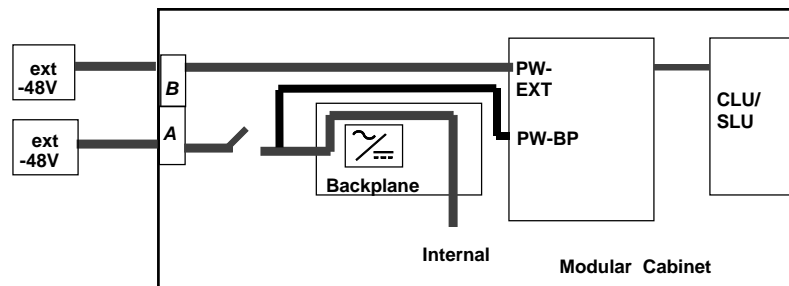 ext
-48V
B
PW-
EXT
CLU/
SLU
ext
-48V
A
PW-BP
Backplane
Internal
Modular Cabinet